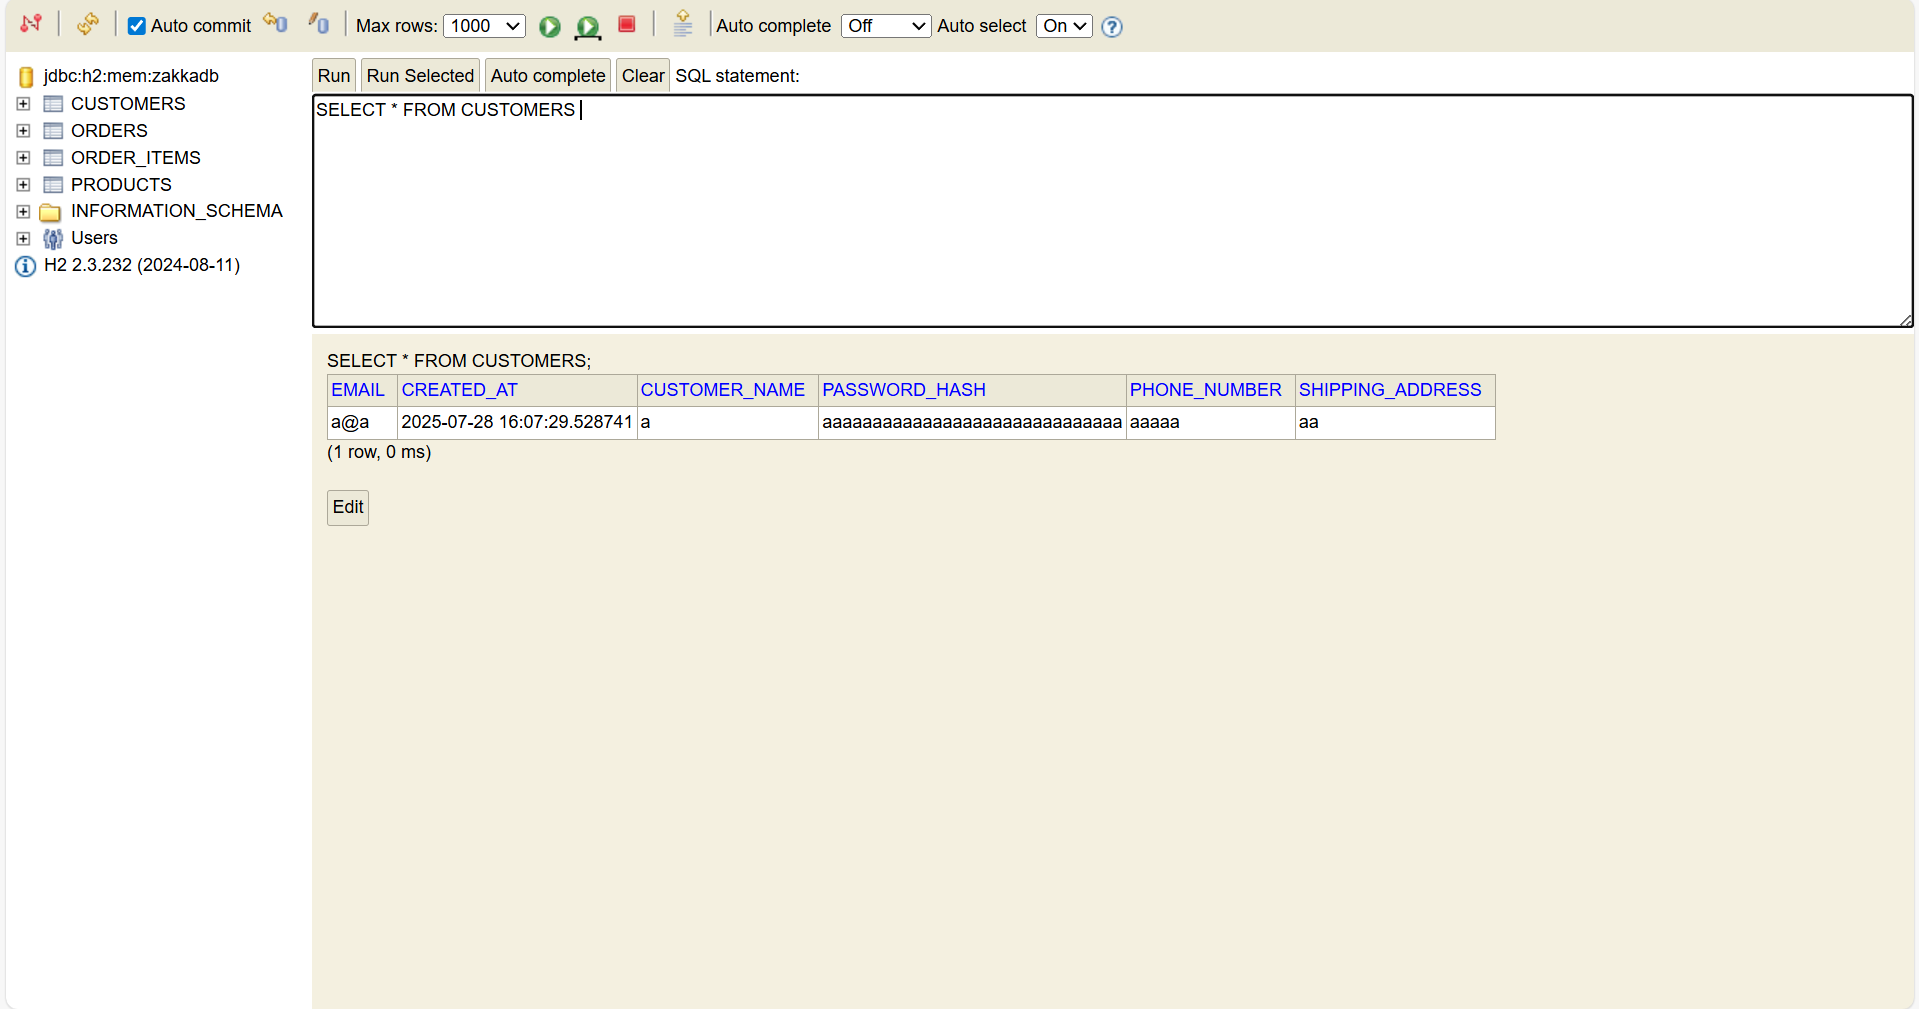 Auto commit Max rows: 1000 Auto complete Off Auto select On ?
jdbc:h2:mem:zakkadb
CUSTOMERS
ORDERS
ORDER_ITEMS
PRODUCTS
INFORMATION_SCHEMA
Users
H2 2.3.232 (2024-08-11)
Run Run Selected Auto complete Clear SQL statement:
SELECT * FROM CUSTOMERS
SELECT * FROM CUSTOMERS;
EMAIL CREATED_AT CUSTOMER_NAME PASSWORD_HASH PHONE_NUMBER SHIPPING_ADDRESS
a@a 2025-07-28 16:07:29.528741 a aaaaaaaaaaaaaaaaaaaaaaaaaaaaaa aaaaa aa
(1 row, 0 ms)
Edit